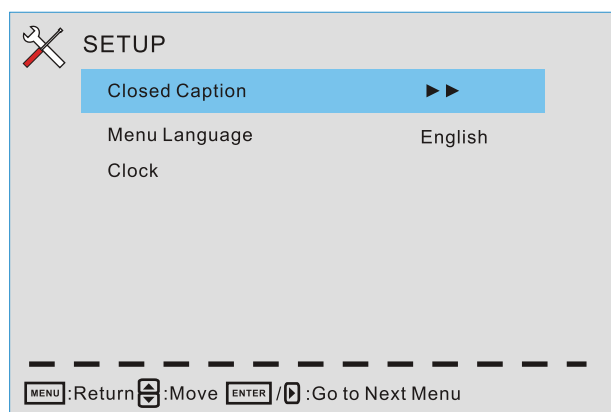 SETUP
Closed Caption ►►
Menu Language English
Clock
MENU :Return :Move ENTER / :Go to Next Menu